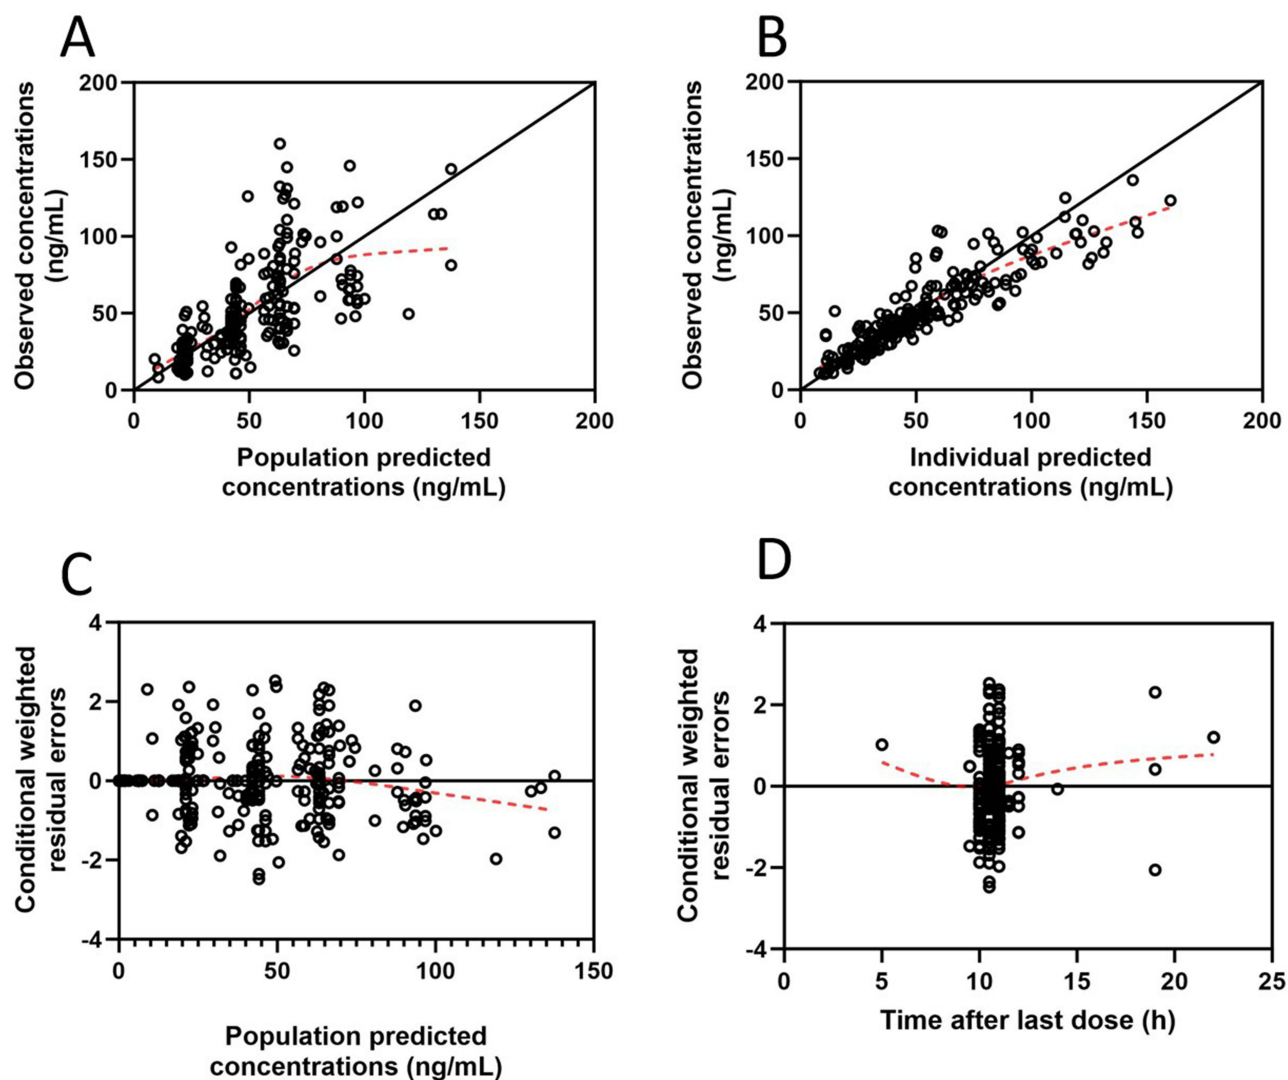 A
B
200
150
100
50
0
0 50 100 150 200
Observed concentrations
(ng/mL)
Population predicted
concentrations (ng/mL)
200
150
100
50
0
0 50 100 150 200
Observed concentrations
(ng/mL)
Individual predicted
concentrations (ng/mL)
C
D
4
2
0
-2
-4
0 50 100 150
Conditional weighted
residual errors
Population predicted
concentrations (ng/mL)
4
2
0
-2
-4
0 5 10 15 20 25
Conditional weighted
residual errors
Time after last dose (h)